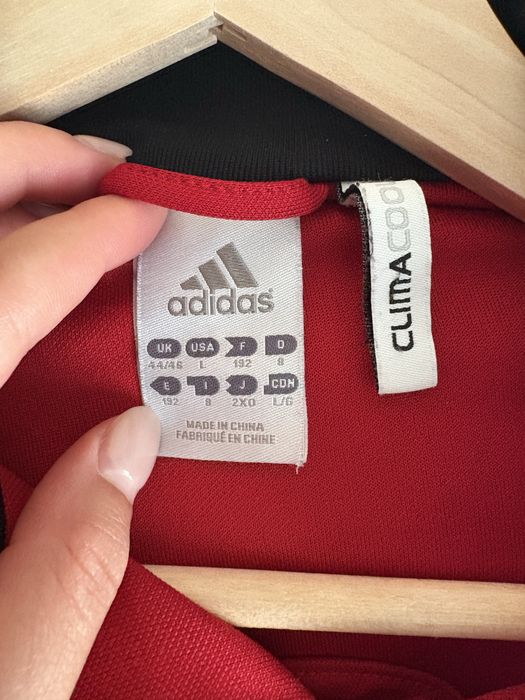 adidas
UK USA F D
44/46 L 192 8
E I J CDN
192 8 2XO L/G
MADE IN CHINA
FABRIQUÉ EN CHINE
CLIMACOOL